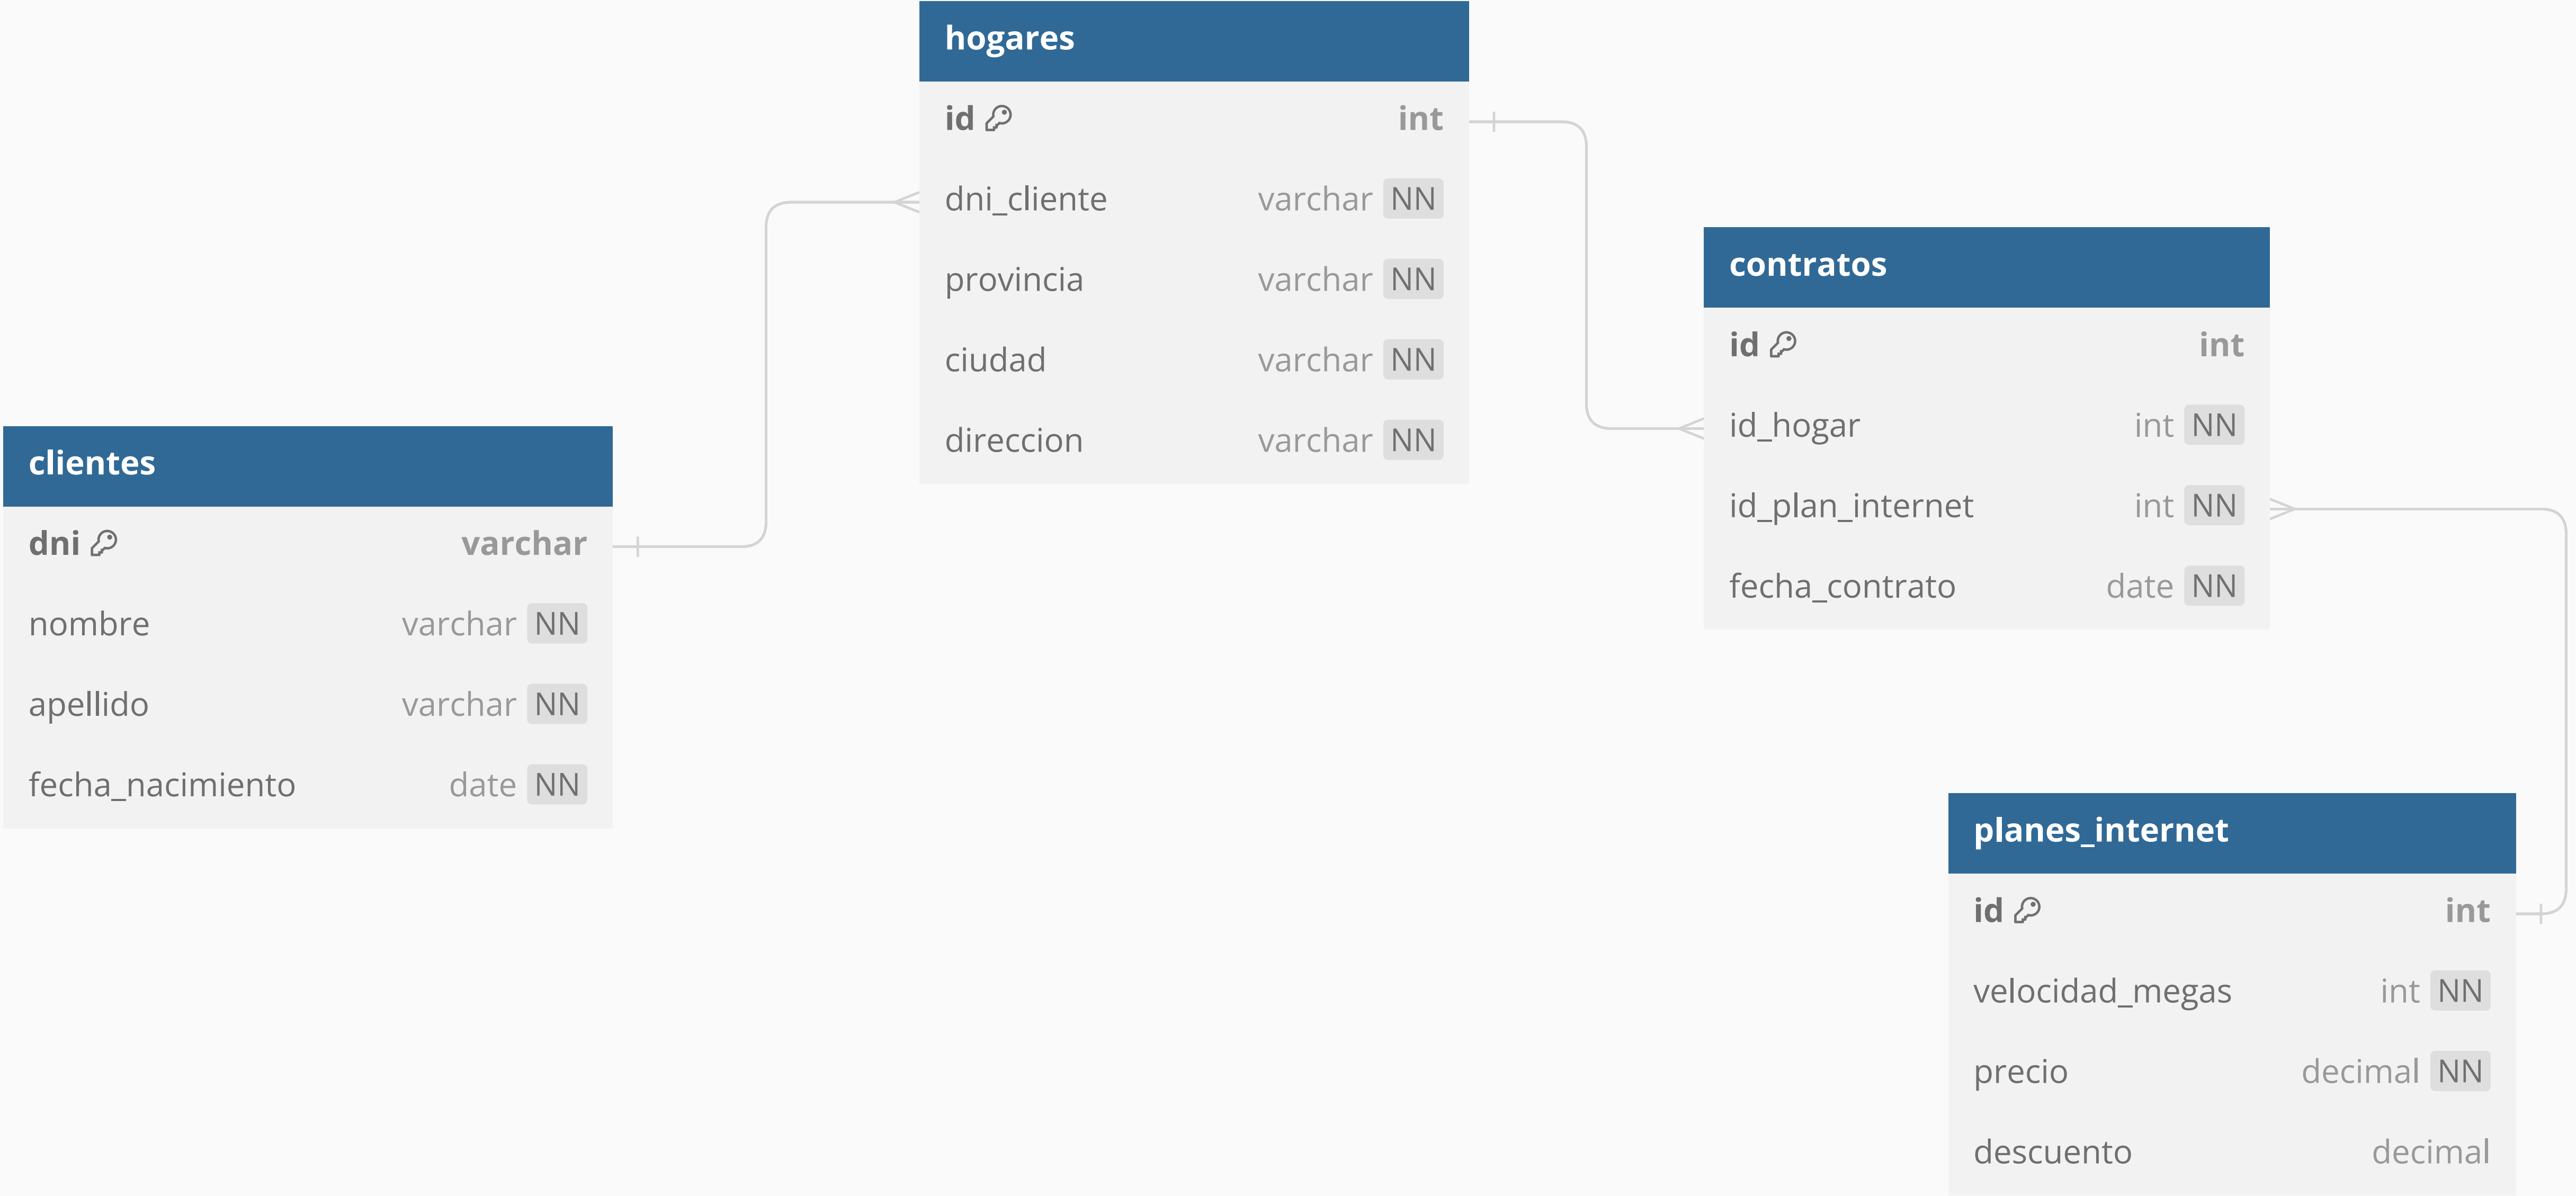 hogares
id int
dni_cliente varchar NN
provincia varchar NN
ciudad varchar NN
direccion varchar NN
contratos
id int
id_hogar int NN
id_plan_internet int NN
fecha_contrato date NN
clientes
dni varchar
nombre varchar NN
apellido varchar NN
fecha_nacimiento date NN
planes_internet
id int
velocidad_megas int NN
precio decimal NN
descuento decimal